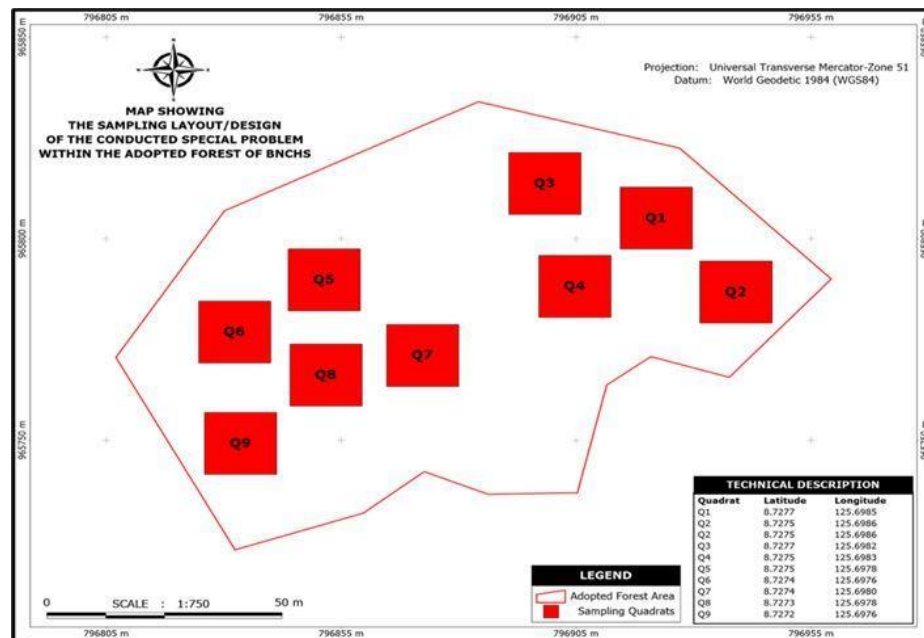 796805 m 796855 m 796905 m 796955 m
965850 m 965850 m
N
MAP SHOWING
THE SAMPLING LAYOUT/DESIGN
OF THE CONDUCTED SPECIAL PROBLEM
WITHIN THE ADOPTED FOREST OF BNCHS
Projection: Universal Transverse Mercator-Zone 51
Datum: World Geodetic 1984 (WGS84)
Q3
Q1
965800 m 965800 m
Q5
Q4
Q2
Q6
Q7
Q8
Q9
965750 m 965750 m
TECHNICAL DESCRIPTION
Quadrat Latitude Longitude
Q1 8.7277 125.6985
Q2 8.7275 125.6986
Q2 8.7275 125.6986
Q3 8.7277 125.6982
Q4 8.7275 125.6983
Q5 8.7275 125.6978
Q6 8.7274 125.6976
Q7 8.7274 125.6980
Q8 8.7273 125.6978
Q9 8.7272 125.6976
LEGEND
Adopted Forest Area
Sampling Quadrats
0 SCALE : 1:750 50 m
796805 m 796855 m 796905 m 796955 m